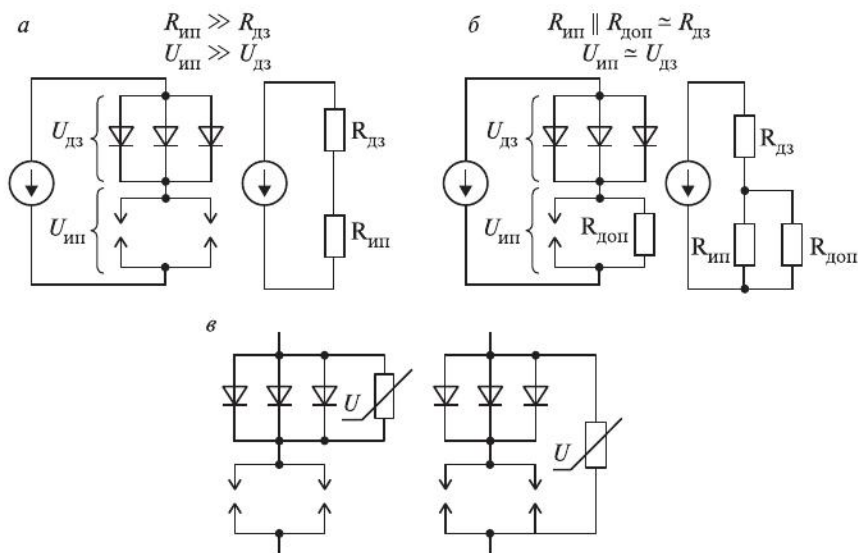 а
R_ип ≫ R_дз
U_ип ≫ U_дз
U_дз
U_ип
R_дз
R_ип
б
R_ип ∥ R_доп ≃ R_дз
U_ип ≃ U_дз
U_дз
U_ип
R_доп
R_дз
R_ип
R_доп
в
U
U